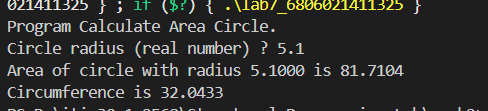 021411325 } ; if ($?) { .\lab7_6806021411325 }
Program Calculate Area Circle.
Circle radius (real number) ? 5.1
Area of circle with radius 5.1000 is 81.7104
Circumference is 32.0433